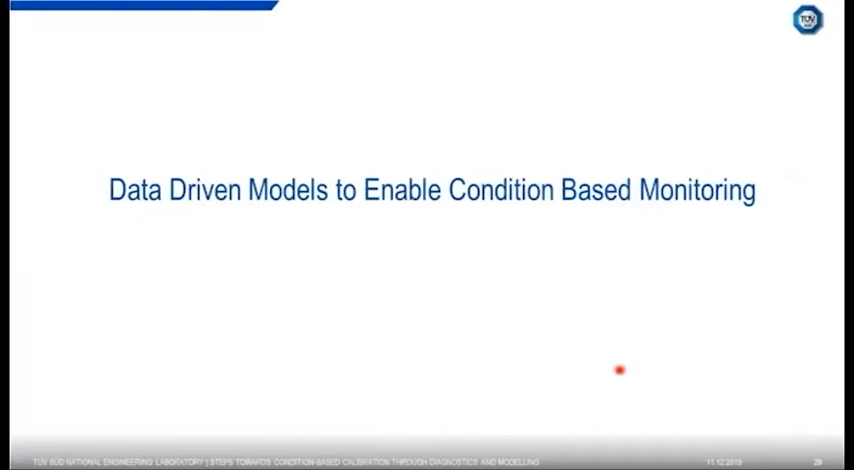 TÜV
Data Driven Models to Enable Condition Based Monitoring
TÜV SÜD NATIONAL ENGINEERING LABORATORY | STEPS TOWARDS CONDITION-BASED CALIBRATION THROUGH DIAGNOSTICS AND MODELLING
11.12.2019